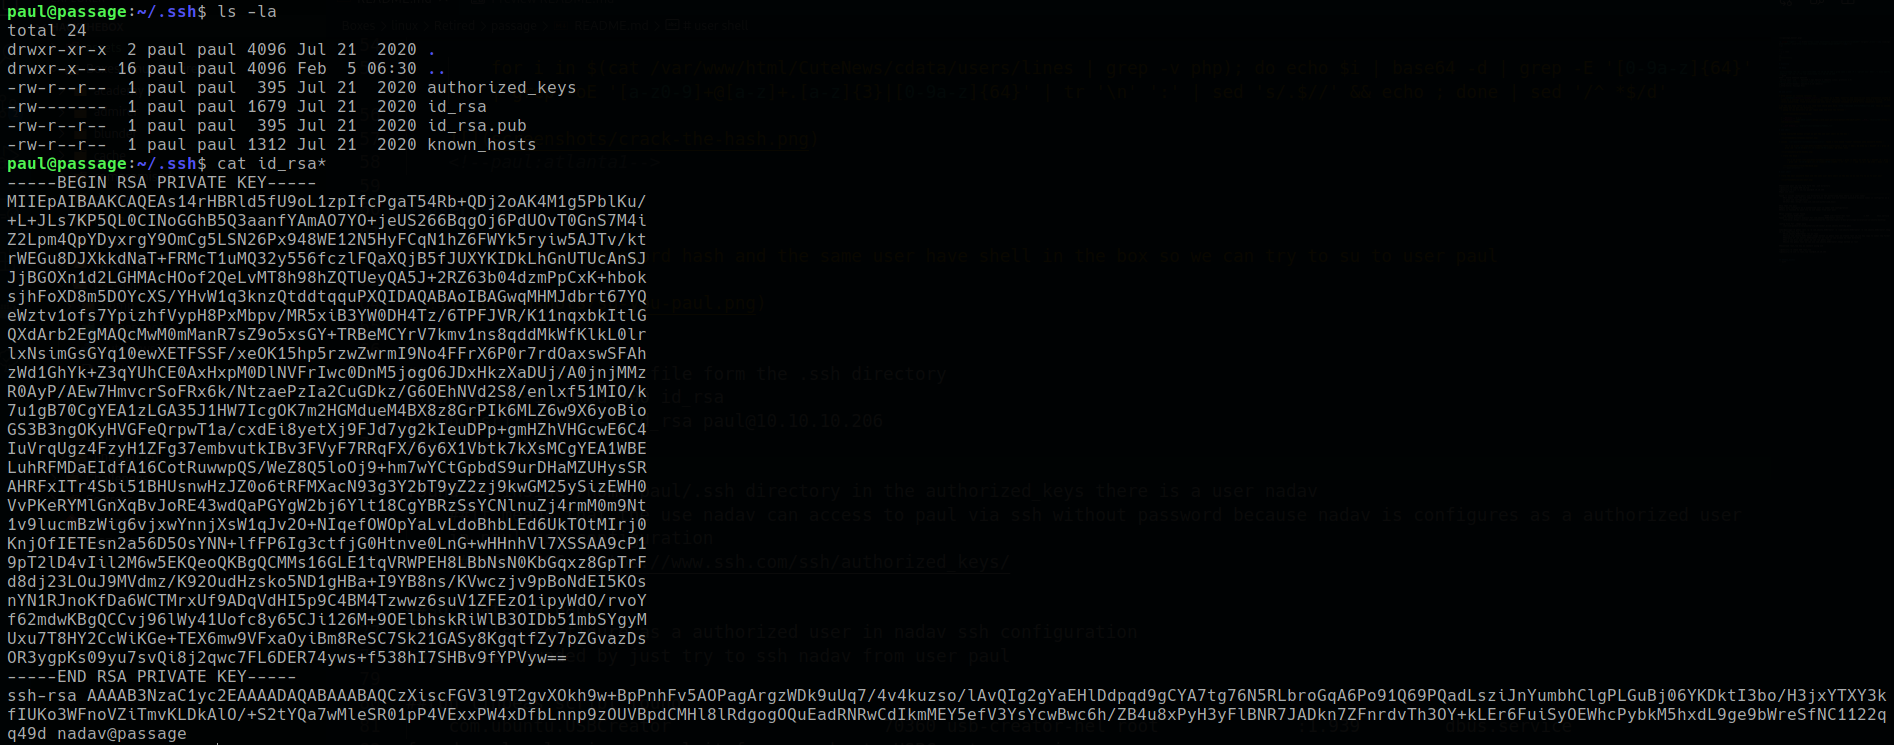 paul@passage:~/.ssh$ ls -la
total 24
drwxr-xr-x  2 paul paul 4096 Jul 21  2020 .
drwxr-x--- 16 paul paul 4096 Feb  5 06:30 ..
-rw-r--r--  1 paul paul  395 Jul 21  2020 authorized_keys
-rw-------  1 paul paul 1679 Jul 21  2020 id_rsa
-rw-r--r--  1 paul paul  395 Jul 21  2020 id_rsa.pub
-rw-r--r--  1 paul paul 1312 Jul 21  2020 known_hosts
paul@passage:~/.ssh$ cat id_rsa*
-----BEGIN RSA PRIVATE KEY-----
MIIEpAIBAAKCAQEAs14rHBRld5fU9oL1zpIfcPgaT54Rb+QDj2oAK4M1g5PblKu/
+L+JLs7KP5QL0CINoGGhB5Q3aanfYAmAO7YO+jeUS266BqgOj6PdUOvT0GnS7M4i
Z2Lpm4QpYDyxrgY9OmCg5LSN26Px948WE12N5HyFCqN1hZ6FWYk5ryiw5AJTv/kt
rWEGu8DJXkkdNaT+FRMcT1uMQ32y556fczlFQaXQjB5fJUXYKIDkLhGnUTUcAnSJ
JjBGOXn1d2LGHMAcHOof2QeLvMT8h98hZQTUeyQA5J+2RZ63b04dzmPpCxK+hbok
sjhFoXD8m5DOYcXS/YHvW1q3knzQtddtqquPXQIDAQABAoIBAGwqMHMJdbrt67YQ
eWztv1ofs7YpizhfVypH8PxMbpv/MR5xiB3YW0DH4Tz/6TPFJVR/K11nqxbkItlG
QXdArb2EgMAQcMwM0mManR7sZ9o5xsGY+TRBeMCYrV7kmv1ns8qddMkWfKlkL0lr
lxNsimGsGYq10ewXETFSSF/xeOK15hp5rzwZwrmI9No4FFrX6P0r7rdOaxswSFAh
zWd1GhYk+Z3qYUhCE0AxHxpM0DlNVFrIwc0DnM5jogO6JDxHkzXaDUj/A0jnjMMz
R0AyP/AEw7HmvcrSoFRx6k/NtzaePzIa2CuGDkz/G6OEhNVd2S8/enlxf51MIO/k
7u1gB70CgYEA1zLGA35J1HW7IcgOK7m2HGMdueM4BX8z8GrPIk6MLZ6w9X6yoBio
GS3B3ngOKyHVGFeQrpwT1a/cxdEi8yetXj9FJd7yg2kIeuDPp+gmHZhVHGcwE6C4
IuVrqUgz4FzyH1ZFg37embvutkIBv3FVyF7RRqFX/6y6X1Vbtk7kXsMCgYEA1WBE
LuhRFMDaEIdfA16CotRuwwpQS/WeZ8Q5loOj9+hm7wYCtGpbdS9urDHaMZUHysSR
AHRFxITr4Sbi51BHUsnwHzJZ0o6tRFMXacN93g3Y2bT9yZ2zj9kwGM25ySizEWH0
VvPKeRYMlGnXqBvJoRE43wdQaPGYgW2bj6Ylt18CgYBRzSsYCNlnuZj4rmM0m9Nt
1v9lucmBzWig6vjxwYnnjXsW1qJv2O+NIqefOWOpYaLvLdoBhbLEd6UkTOtMIrj0
KnjOfIETEsn2a56D5OsYNN+lfFP6Ig3ctfjG0Htnve0LnG+wHHnhVl7XSSAA9cP1
9pT2lD4vIil2M6w5EKQeoQKBgQCMMs16GLE1tqVRWPEH8LBbNsN0KbGqxz8GpTrF
d8dj23LOuJ9MVdmz/K92OudHzsko5ND1gHBa+I9YB8ns/KVwczjv9pBoNdEI5KOs
nYN1RJnoKfDa6WCTMrxUf9ADqVdHI5p9C4BM4Tzwwz6suV1ZFEzO1ipyWdO/rvoY
f62mdwKBgQCCvj96lWy41Uofc8y65CJi126M+9OElbhskRiWlB3OIDb51mbSYgyM
Uxu7T8HY2CcWiKGe+TEX6mw9VFxaOyiBm8ReSC7Sk21GASy8KgqtfZy7pZGvazDs
OR3ygpKs09yu7svQi8j2qwc7FL6DER74yws+f538hI7SHBv9fYPVyw==
-----END RSA PRIVATE KEY-----
ssh-rsa AAAAB3NzaC1yc2EAAAADAQABAAABAQCzXiscFGV3l9T2gvXOkh9w+BpPnhFv5AOPagArgzWDk9uUq7/4v4kuzso/lAvQIg2gYaEHlDdpqd9gCYA7tg76N5RLbroGqA6Po91Q69PQadLsziJnYumbhClgPLGuBj06YKDktI3bo/H3jxYTXY3k
fIUKo3WFnoVZiTmvKLDkAlO/+S2tYQa7wMleSR01pP4VExxPW4xDfbLnnp9zOUVBpdCMHl8lRdgogOQuEadRNRwCdIkmMEY5efV3YsYcwBwc6h/ZB4u8xPyH3yFlBNR7JADkn7ZFnrdvTh3OY+kLEr6FuiSyOEWhcPybkM5hxdL9ge9bWreSfNC1122q
q49d nadav@passage